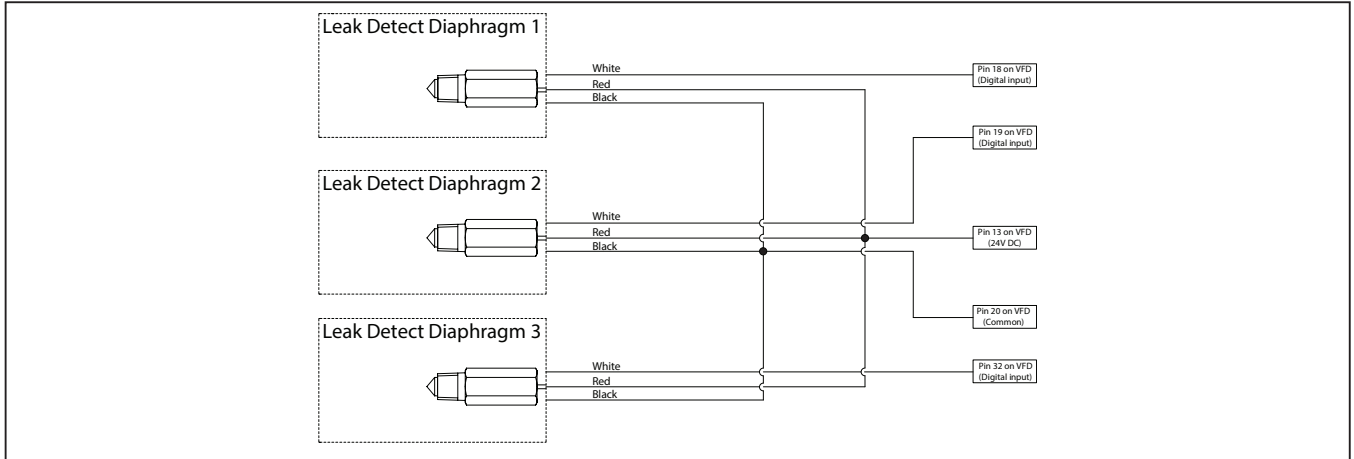 Leak Detect Diaphragm 1
White
Red
Black
Pin 18 on VFD
(Digital input)
Pin 19 on VFD
(Digital input)
Leak Detect Diaphragm 2
White
Red
Black
Pin 13 on VFD
(24V DC)
Pin 20 on VFD
(Common)
Leak Detect Diaphragm 3
White
Red
Black
Pin 32 on VFD
(Digital input)